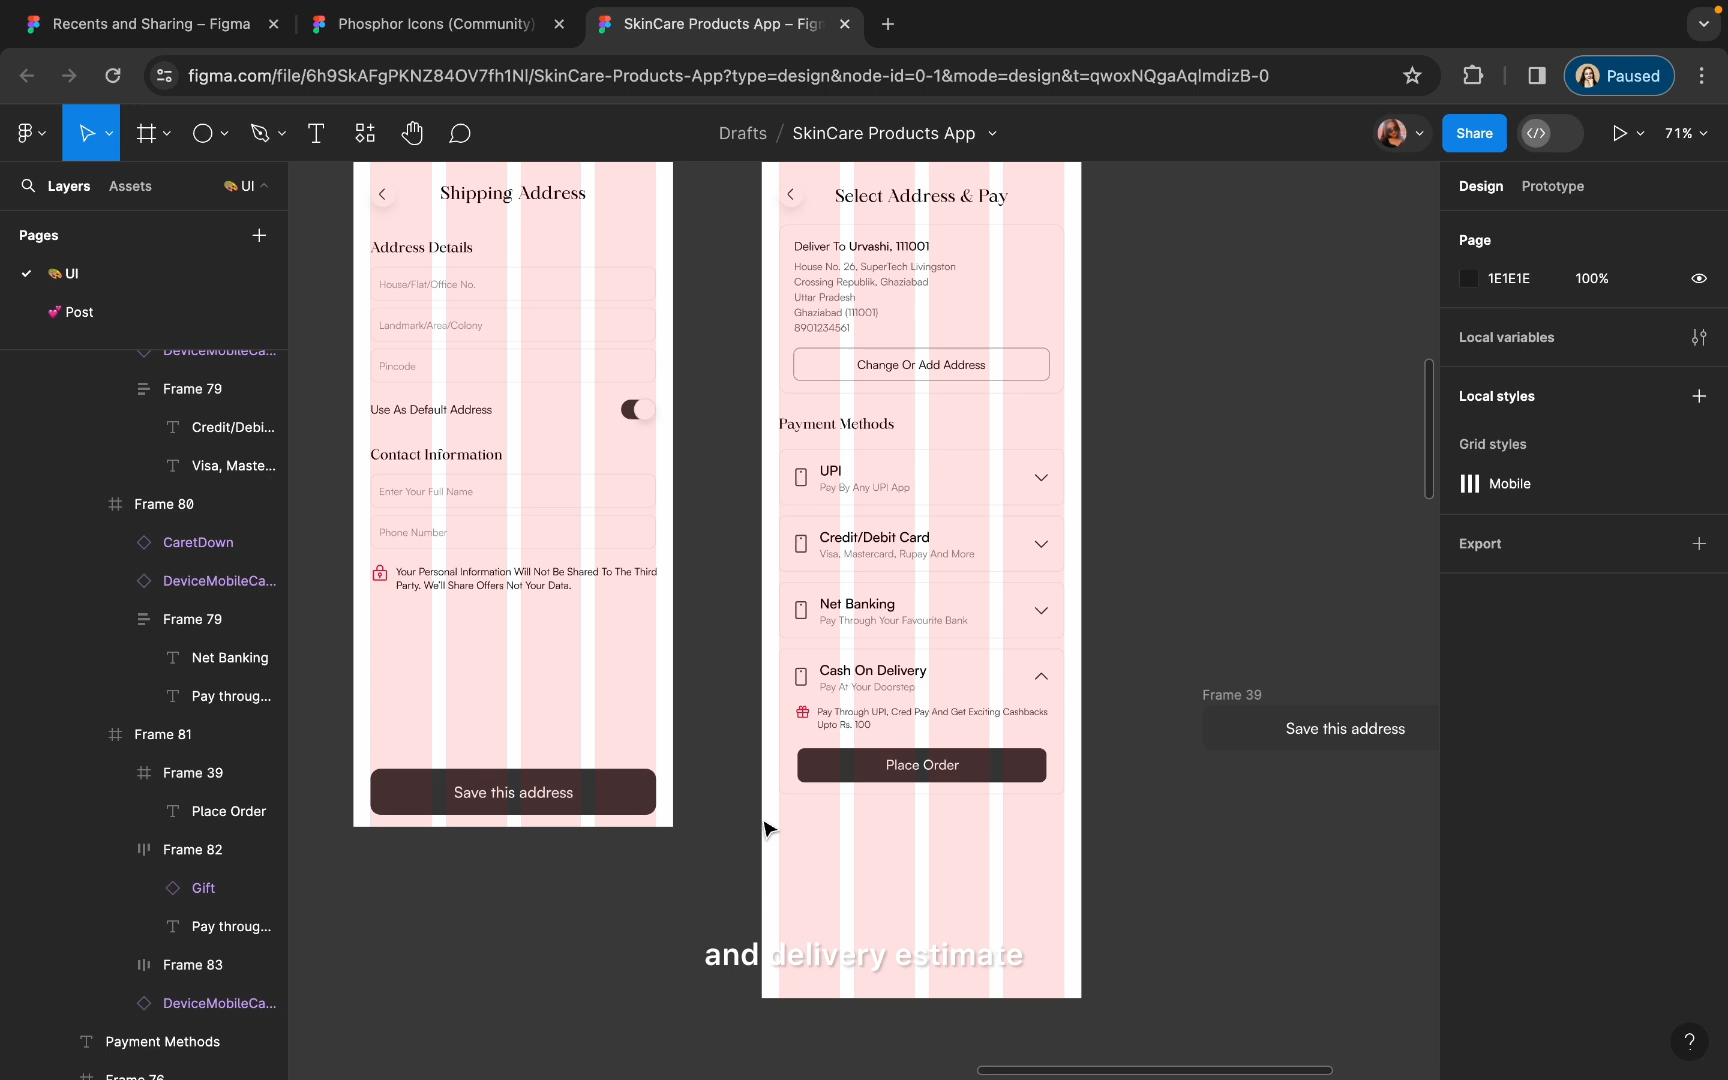 Recents and Sharing – Figma
Phosphor Icons (Community)
SkinCare Products App – Figm
figma.com/file/6h9SkAFgPKNZ84OV7fh1Nl/SkinCare-Products-App?type=design&node-id=0-1&mode=design&t=qwoxNQgaAqlmdizB-0
Paused
Drafts / SkinCare Products App
Share
71%
Layers
Assets
🎨 UI
Pages
🎨 UI
💕 Post
DeviceMobileCa...
Frame 79
Credit/Debi...
Visa, Maste...
Frame 80
CaretDown
DeviceMobileCa...
Frame 79
Net Banking
Pay throug...
Frame 81
Frame 39
Place Order
Frame 82
Gift
Pay throug...
Frame 83
DeviceMobileCa...
Payment Methods
Frame 76
Shipping Address
Address Details
House/Flat/Office No.
Landmark/Area/Colony
Pincode
Use As Default Address
Contact Information
Enter Your Full Name
Phone Number
Your Personal Information Will Not Be Shared To The Third
Party. We'll Share Offers Not Your Data.
Save this address
Select Address & Pay
Deliver To Urvashi, 111001
House No. 26, SuperTech Livingston
Crossing Republik, Ghaziabad
Uttar Pradesh
Ghaziabad (111001)
8901234561
Change Or Add Address
Payment Methods
UPI
Pay By Any UPI App
Credit/Debit Card
Visa, Mastercard, Rupay And More
Net Banking
Pay Through Your Favourite Bank
Cash On Delivery
Pay At Your Doorstep
Pay Through UPI, Cred Pay And Get Exciting Cashbacks
Upto Rs. 100
Place Order
Frame 39
Save this address
and delivery estimate
Design
Prototype
Page
1E1E1E
100%
Local variables
Local styles
Grid styles
Mobile
Export
?